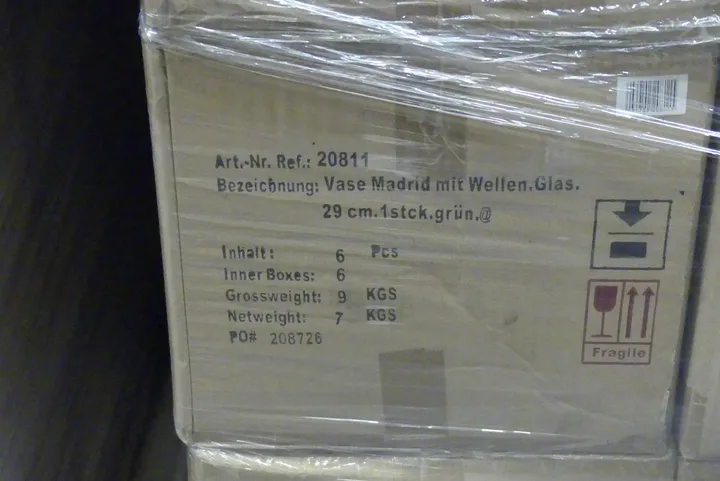 Art.-Nr. Ref.: 20811
Bezeichnung: Vase Madrid mit Wellen.Glas.
29 cm.1stck.grün.@
Inhalt: 6 Pcs
Inner Boxes: 6
Grossweight: 9 KGS
Netweight: 7 KGS
PO# 208726
Fragile